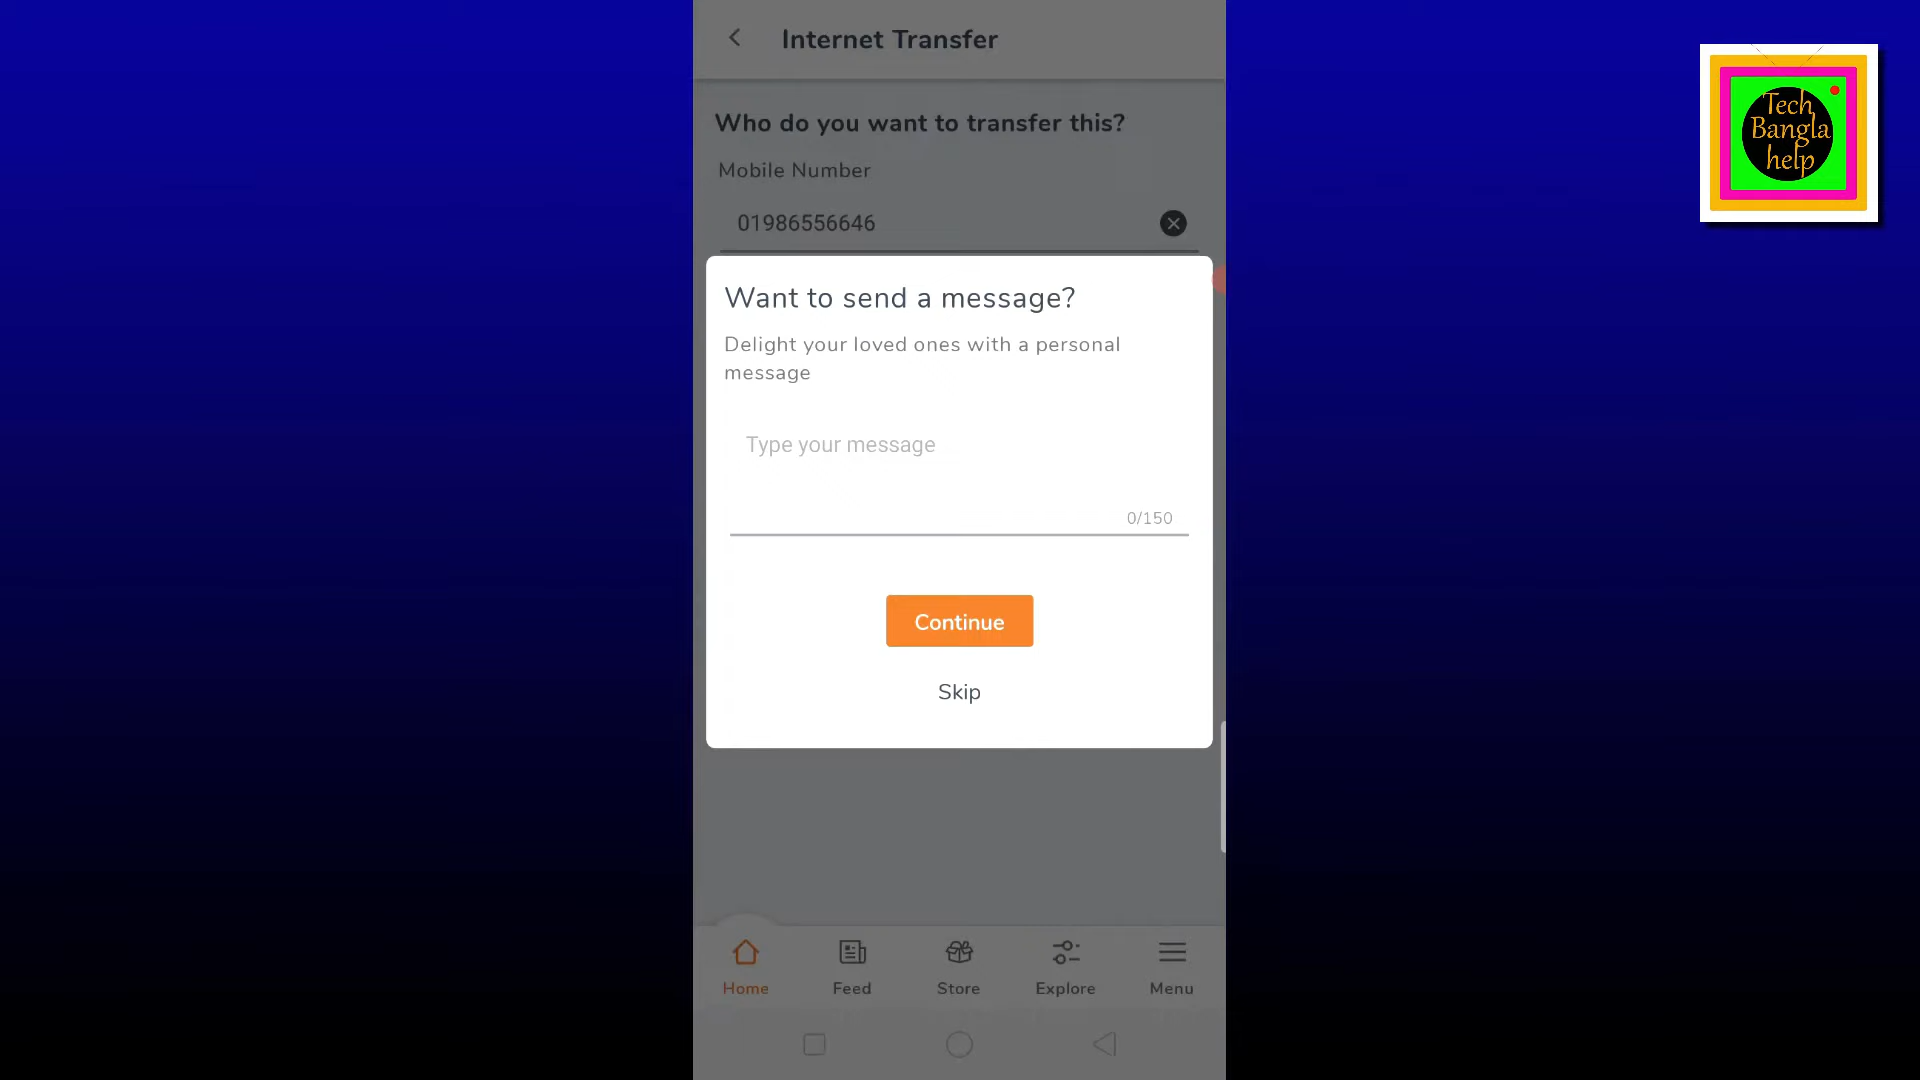 Internet Transfer
Who do you want to transfer this?
Mobile Number
01986556646
Want to send a message?
Delight your loved ones with a personal
message
Type your message
0/150
Continue
Skip
Home
Feed
Store
Explore
Menu
Tech
Bangla
help